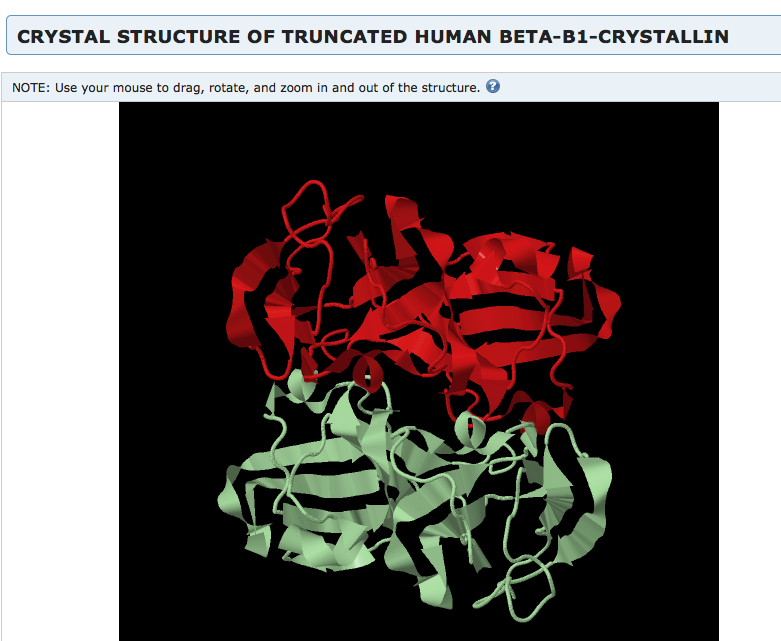 CRYSTAL STRUCTURE OF TRUNCATED HUMAN BETA-B1-CRYSTALLIN
NOTE: Use your mouse to drag, rotate, and zoom in and out of the structure. ?